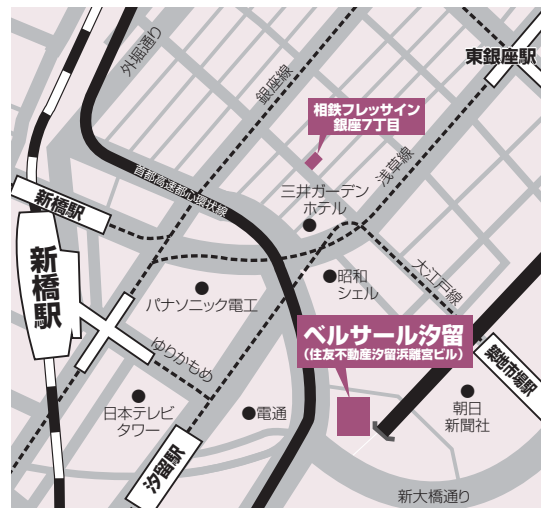 外堀通り
銀座線
東銀座駅
相鉄フレッサイン
銀座7丁目
浅草線
首都高速都心環状線
三井ガーデン
ホテル
新橋駅
新橋駅
昭和
シェル
大江戸線
パナソニック電工
ベルサール汐留
(住友不動産汐留浜離宮ビル)
ゆりかもめ
築地市場駅
日本テレビ
タワー
電通
朝日
新聞社
汐留駅
新大橋通り